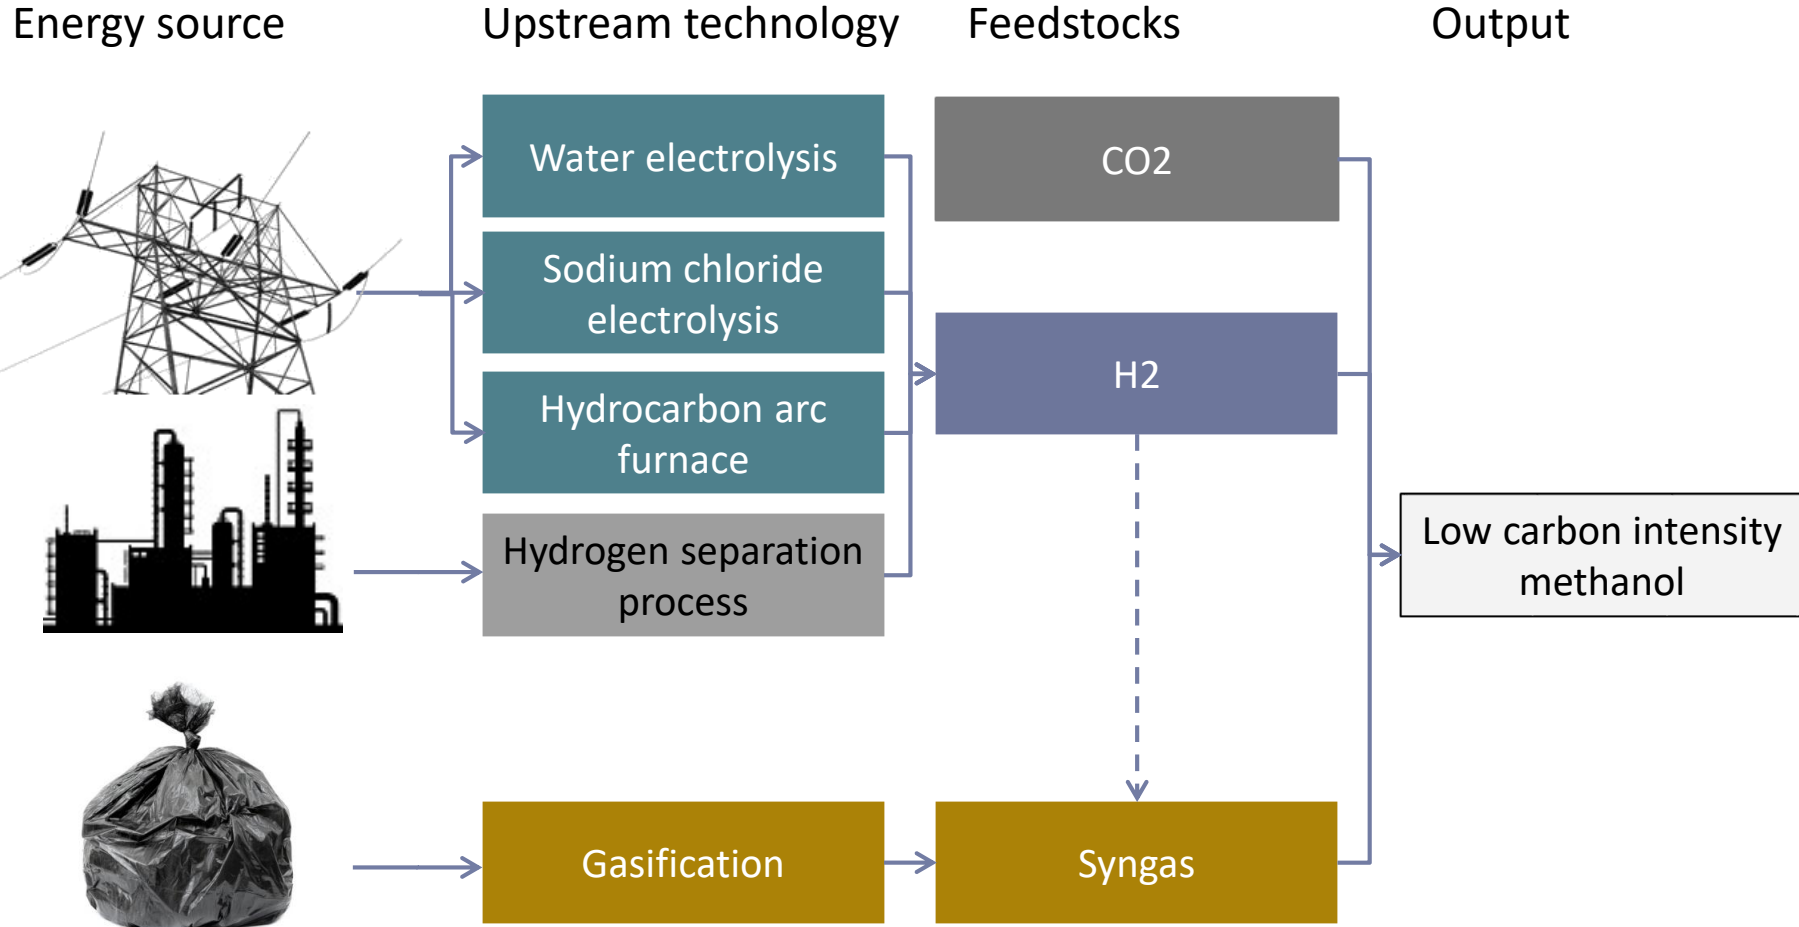 Energy source
Upstream technology
Feedstocks
Output
Water electrolysis
CO2
Sodium chloride
electrolysis
H2
Hydrocarbon arc
furnace
Hydrogen separation
process
Low carbon intensity
methanol
Gasification
Syngas